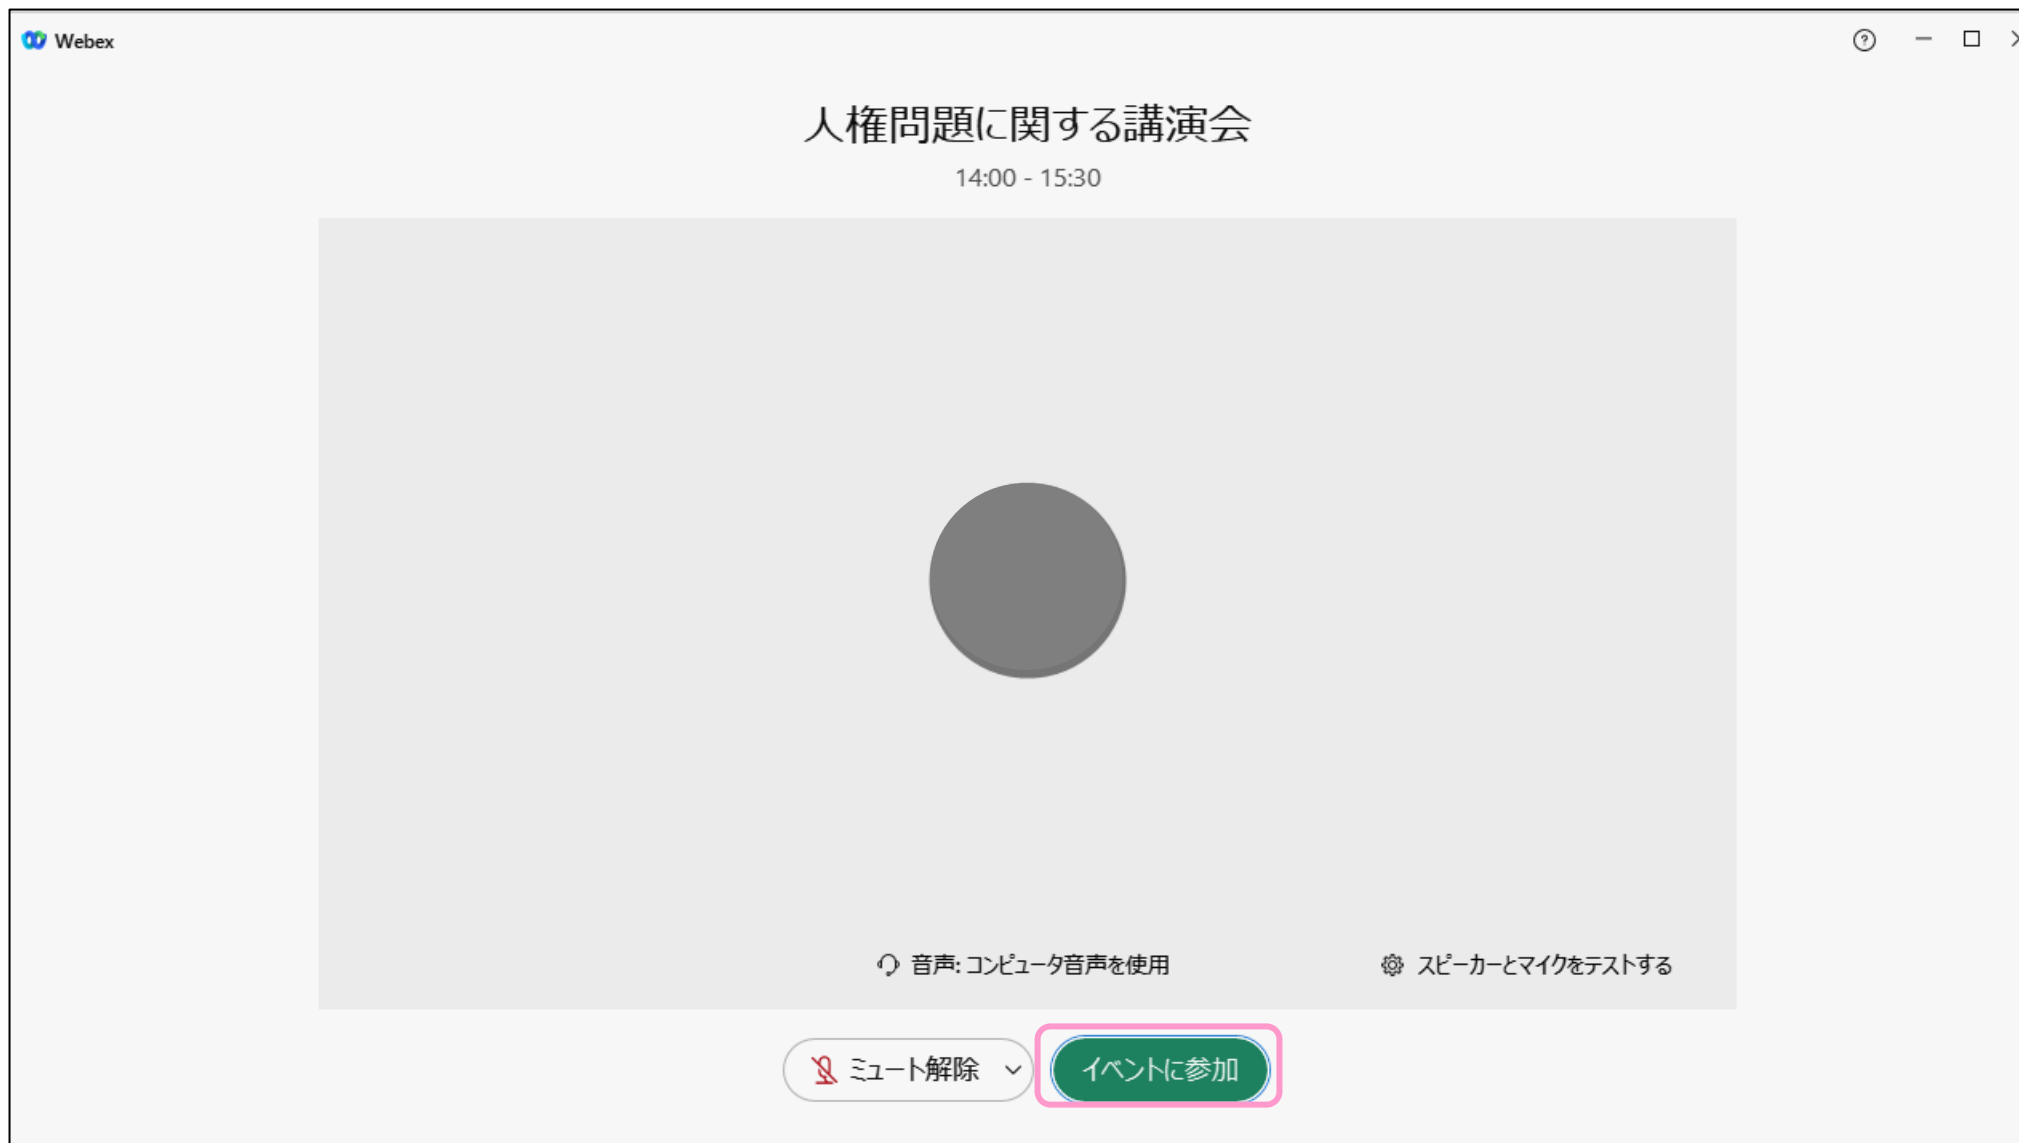 Webex
人権問題に関する講演会
14:00 - 15:30
音声: コンピュータ音声を使用
スピーカーとマイクをテストする
ミュート解除
イベントに参加